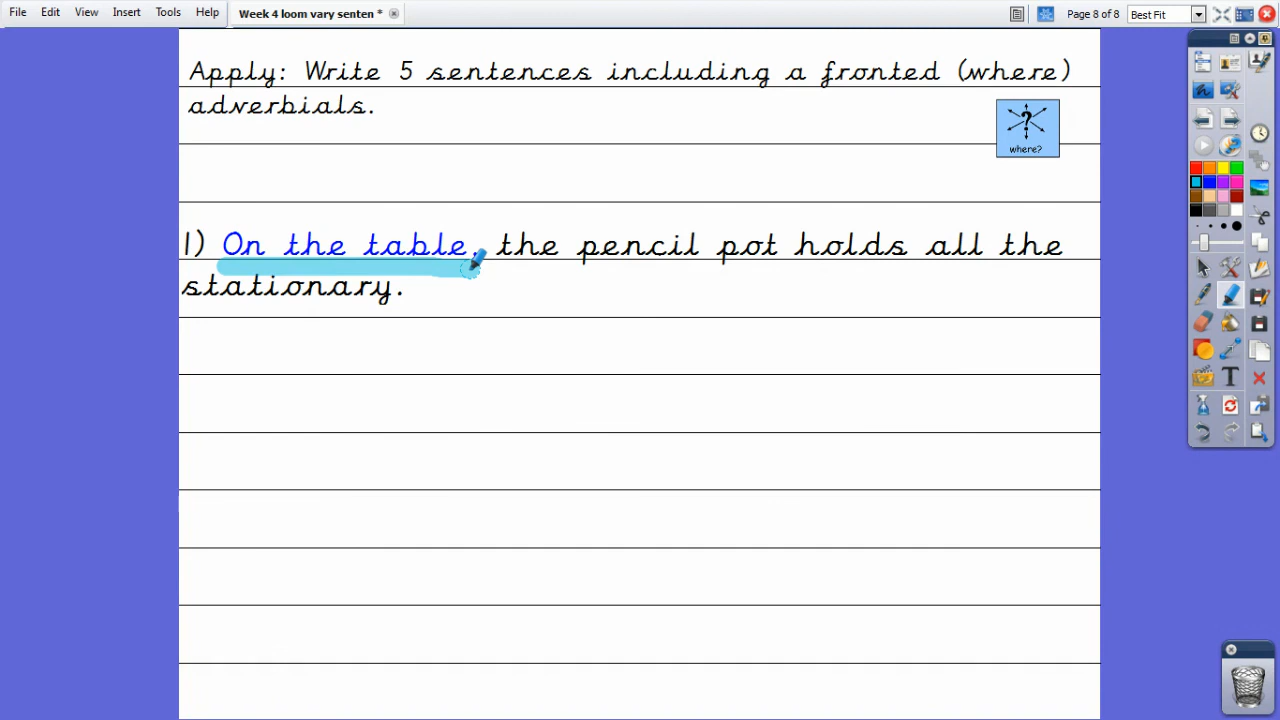 File Edit View Insert Tools Help Week 4 loom vary senten * Page 8 of 8 Best Fit
Apply: Write 5 sentences including a fronted (where)
adverbials.
where?
1) On the table, the pencil pot holds all the
stationary.
T